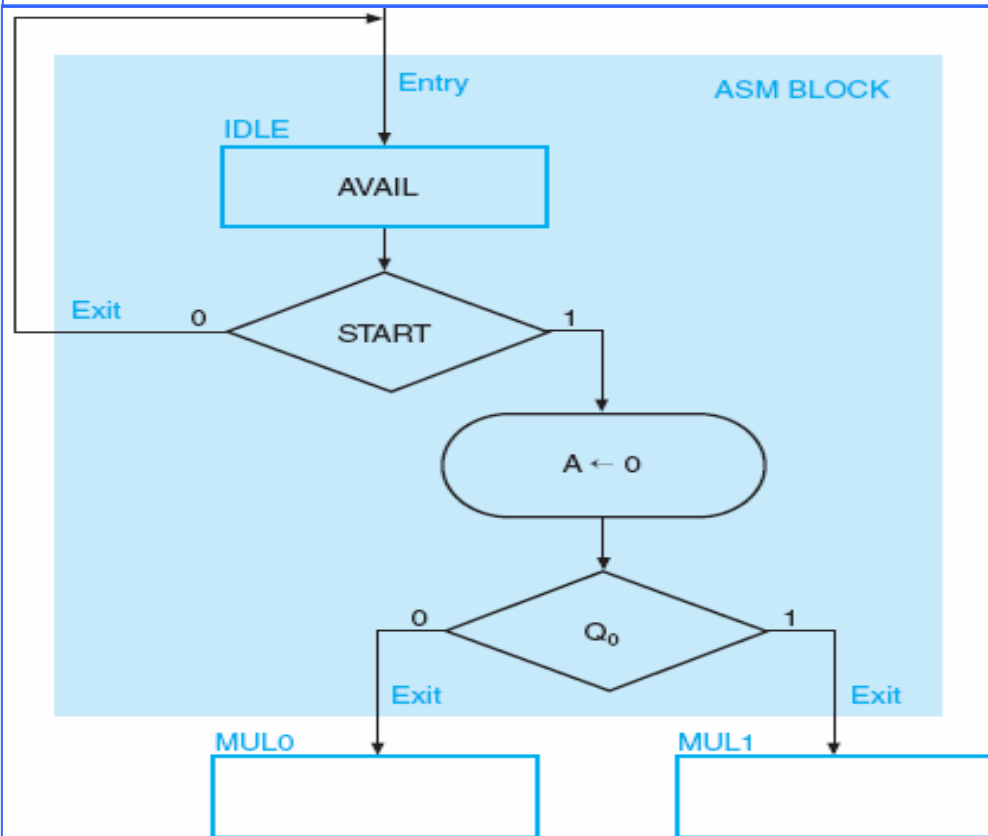 Entry
ASM BLOCK
IDLE
AVAIL
Exit
0
START
1
A ← 0
0
Q₀
1
Exit
Exit
MUL0
MUL1